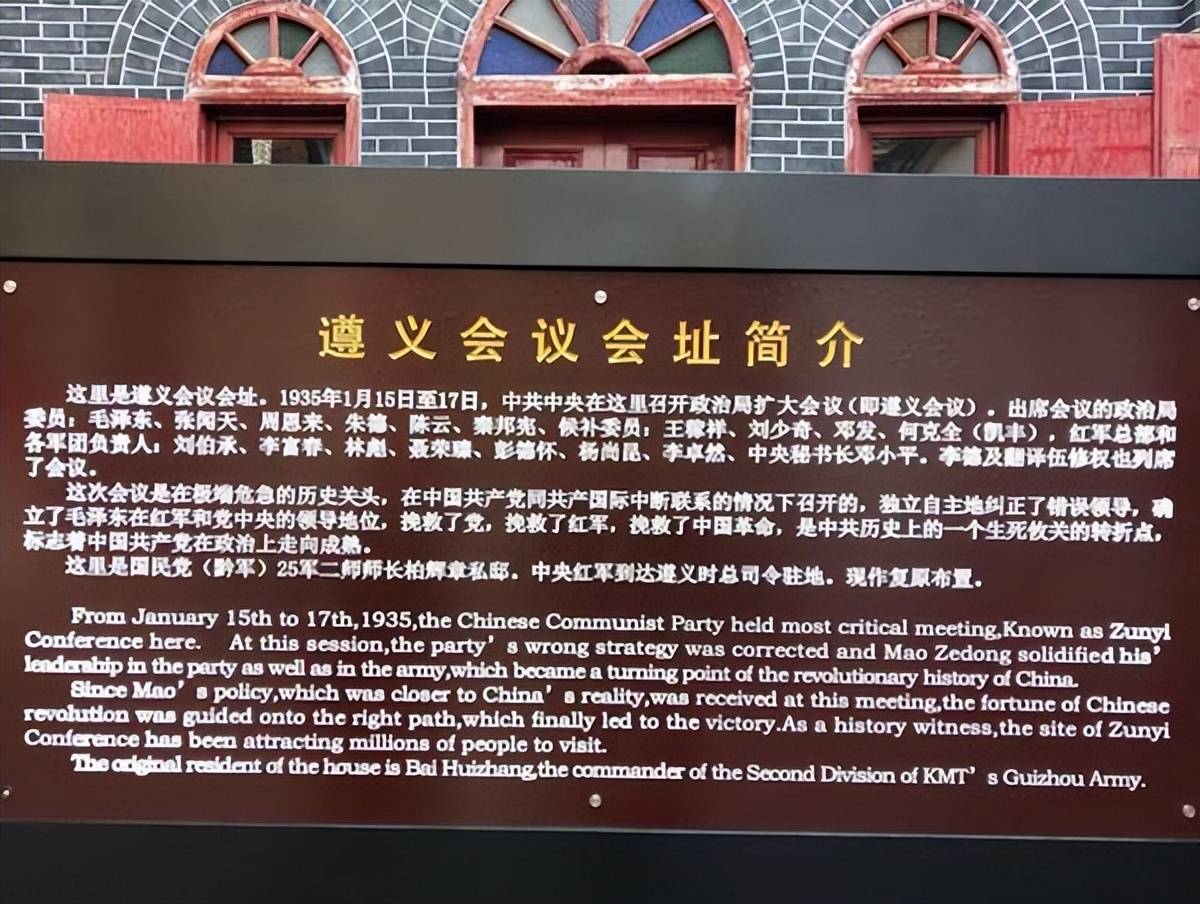 遵义会议会址简介
这里是遵义会议会址。1935年1月15日至17日，中共中央在这里召开政治局扩大会议（即遵义会议）。出席会议的政治局
委员：毛泽东、张闻天、周恩来、朱德、陈云、秦邦宪、候补委员：王稼祥、刘少奇、邓发、何克全（凯丰），红军总部和
各军团负责人：刘伯承、李富春、林彪、聂荣臻、彭德怀、杨尚昆、李卓然、中央秘书长邓小平。李德及翻译伍修权也列席
了会议。
这次会议是在极端危急的历史关头，在中国共产党同共产国际中断联系的情况下召开的，独立自主地纠正了错误领导，确
立了毛泽东在红军和党中央的领导地位，挽救了党，挽救了红军，挽救了中国革命，是中共历史上的一个生死攸关的转折点，
标志着中国共产党在政治上走向成熟。
这里是国民党（黔军）25军二师师长柏辉章私邸。中央红军到达遵义时总司令驻地。现作复原布置。
From January 15th to 17th,1935,the Chinese Communist Party held most critical meeting,Known as Zunyi
Conference here. At this session,the party's wrong strategy was corrected and Mao Zedong solidified his'
leadership in the party as well as in the army,which became a turning point of the revolutionary history of China.
Since Mao's policy,which was closer to China's reality,was received at this meeting,the fortune of Chinese
revolution was guided onto the right path,which finally led to the victory.As a history witness,the site of Zunyi
Conference has been attracting millions of people to visit.
The original resident of the house is Bai Huizhang,the commander of the Second Division of KMT's Guizhou Army.